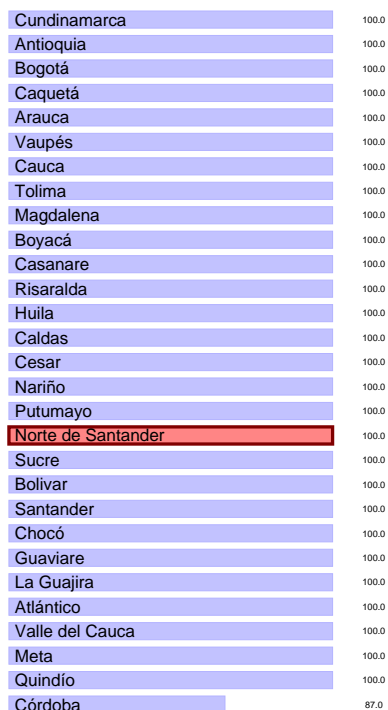 Cundinamarca 100.0
Antioquia 100.0
Bogotá 100.0
Caquetá 100.0
Arauca 100.0
Vaupés 100.0
Cauca 100.0
Tolima 100.0
Magdalena 100.0
Boyacá 100.0
Casanare 100.0
Risaralda 100.0
Huila 100.0
Caldas 100.0
Cesar 100.0
Nariño 100.0
Putumayo 100.0
Norte de Santander 100.0
Sucre 100.0
Bolivar 100.0
Santander 100.0
Chocó 100.0
Guaviare 100.0
La Guajira 100.0
Atlántico 100.0
Valle del Cauca 100.0
Meta 100.0
Quindío 100.0
Córdoba 87.0